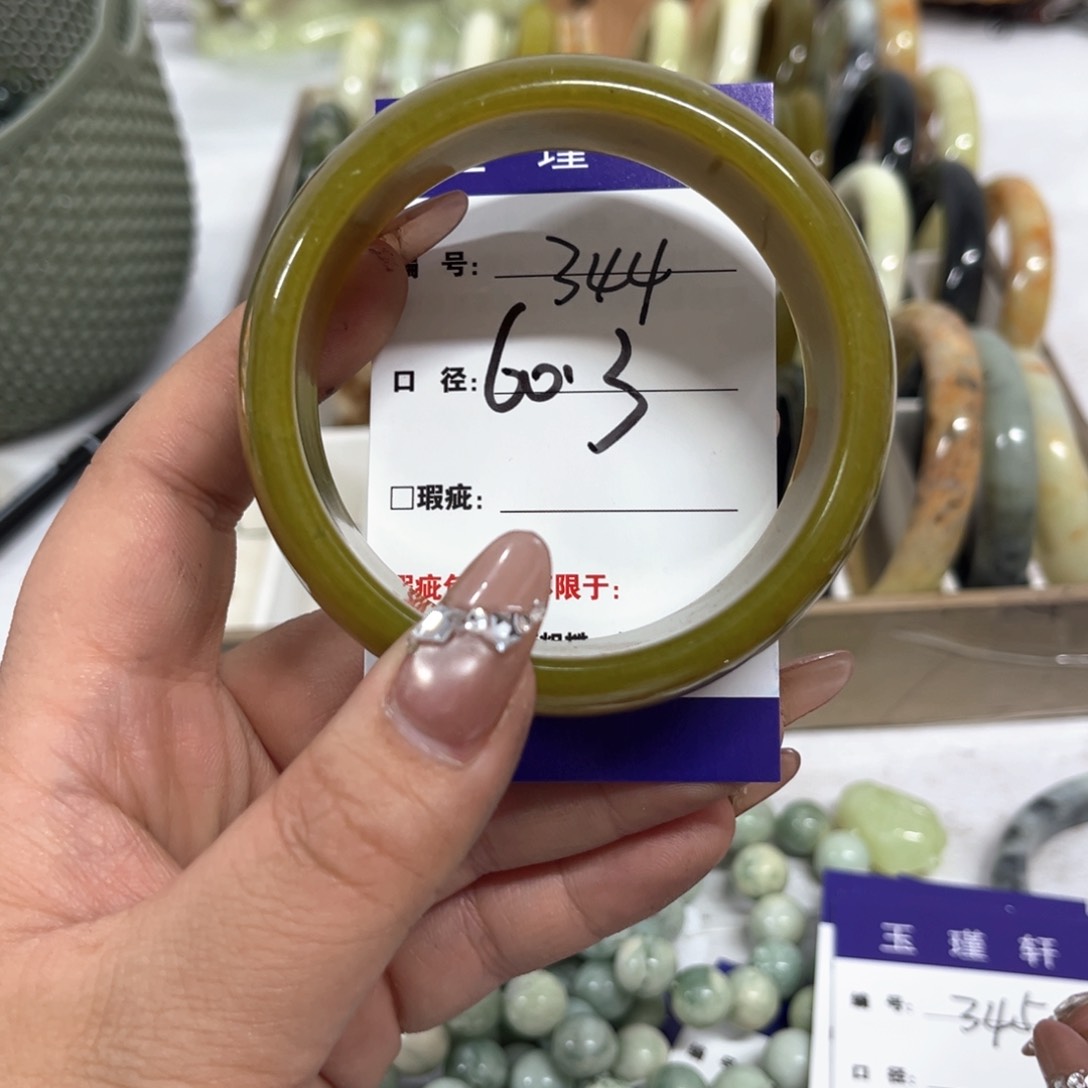 瑾
号: 344
口 径: 60.3
□瑕疵:
限于:
玉 瑾 轩
编 号: 345
口 径: